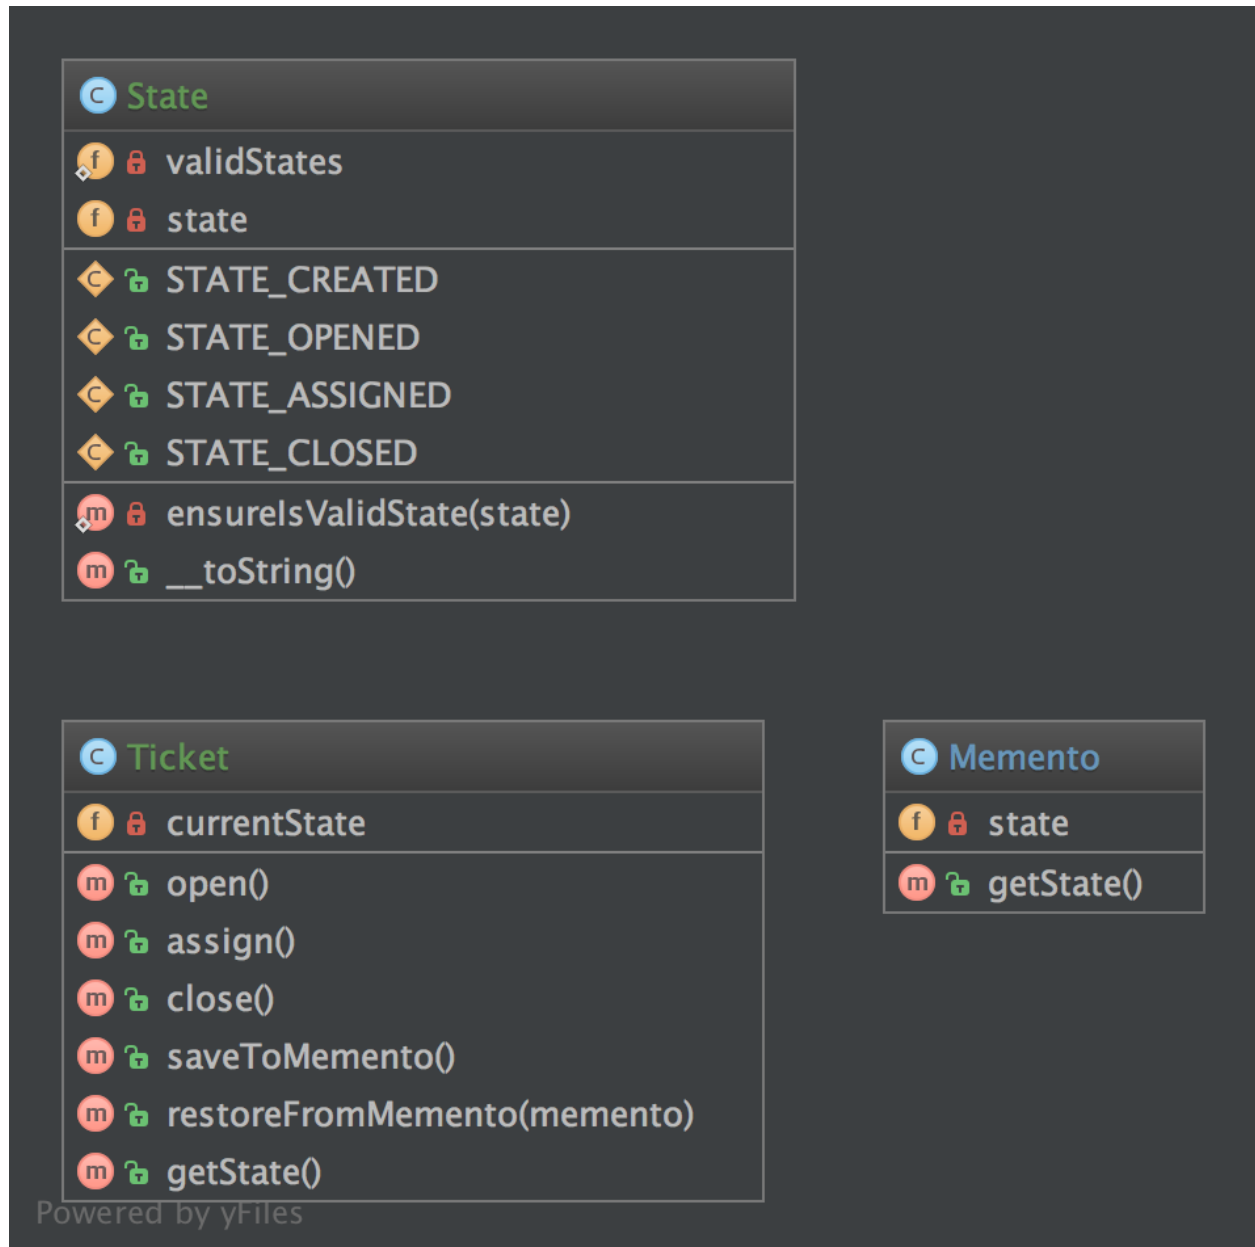 State
validStates
state
STATE_CREATED
STATE_OPENED
STATE_ASSIGNED
STATE_CLOSED
ensureIsValidState(state)
__toString()
Ticket
currentState
open()
assign()
close()
saveToMemento()
restoreFromMemento(memento)
getState()
Memento
state
getState()
Powered by yFiles